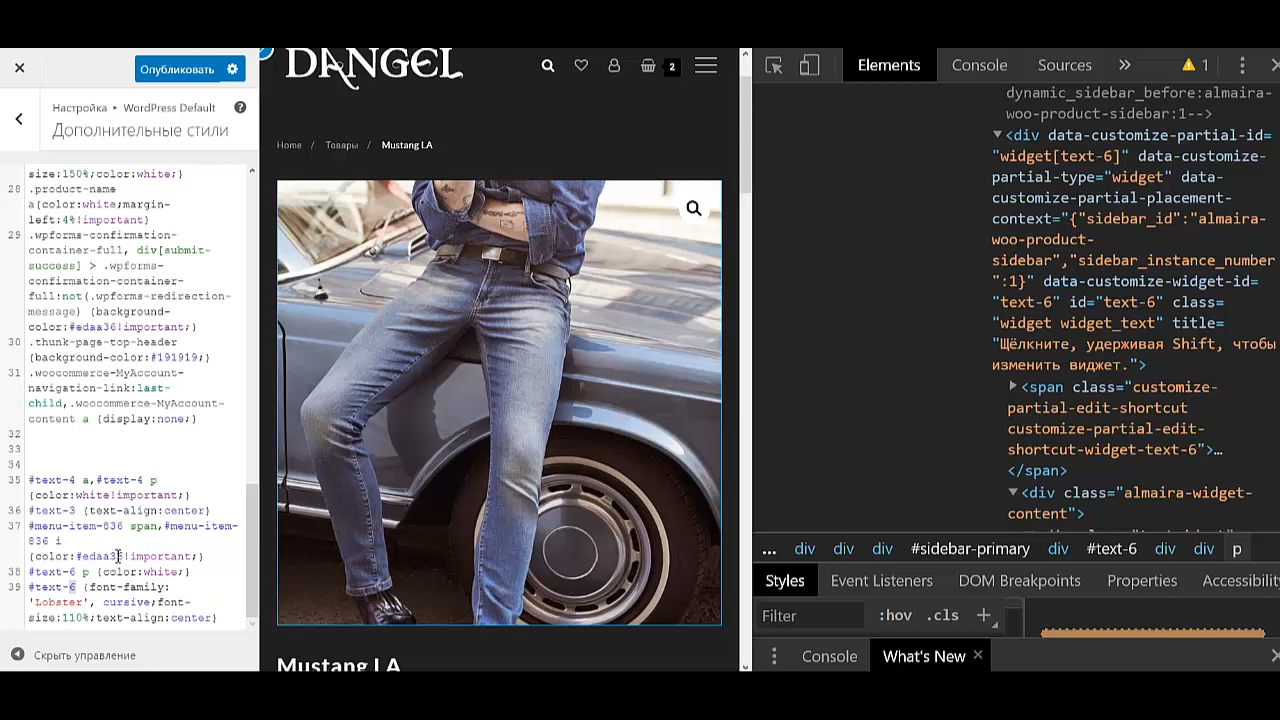 Опубликовать
Настройка ▸ WordPress Default
Дополнительные стили
size:150%;color:white;}
28 .product-name
a{color:white;margin-
left:4%!important}
29 .wpforms-confirmation-
container-full, div[submit-
success] > .wpforms-
confirmation-container-
full:not(.wpforms-redirection-
message) {background-
color:#edaa36!important;}
30 .thunk-page-top-header
{background-color:#191919;}
31 .woocommerce-MyAccount-
navigation-link:last-
child,.woocommerce-MyAccount-
content a {display:none;}
32
33
34
35 #text-4 a,#text-4 p
{color:white!important;}
36 #text-3 {text-align:center}
37 #menu-item-836 span,#menu-item-
836 i
{color:#edaa36!important;}
38 #text-6 p {color:white;}
39 #text-6 {font-family:
'Lobster', cursive;font-
size:110%;text-align:center}
Скрыть управление
DANGEL
2
Home / Товары / Mustang LA
Mustang LA
Elements Console Sources » 1
dynamic_sidebar_before:almaira-
woo-product-sidebar:1-->
<div data-customize-partial-id=
"widget[text-6]" data-customize-
partial-type="widget" data-
customize-partial-placement-
context="{"sidebar_id":"almaira-
woo-product-
sidebar","sidebar_instance_number
":1}" data-customize-widget-id=
"text-6" id="text-6" class=
"widget widget_text" title=
"Щёлкните, удерживая Shift, чтобы
изменить виджет.">
<span class="customize-
partial-edit-shortcut
customize-partial-edit-
shortcut-widget-text-6">…
</span>
<div class="almaira-widget-
content">
... div div div #sidebar-primary div #text-6 div div p
Styles Event Listeners DOM Breakpoints Properties Accessibility
Filter :hov .cls +
Console What's New